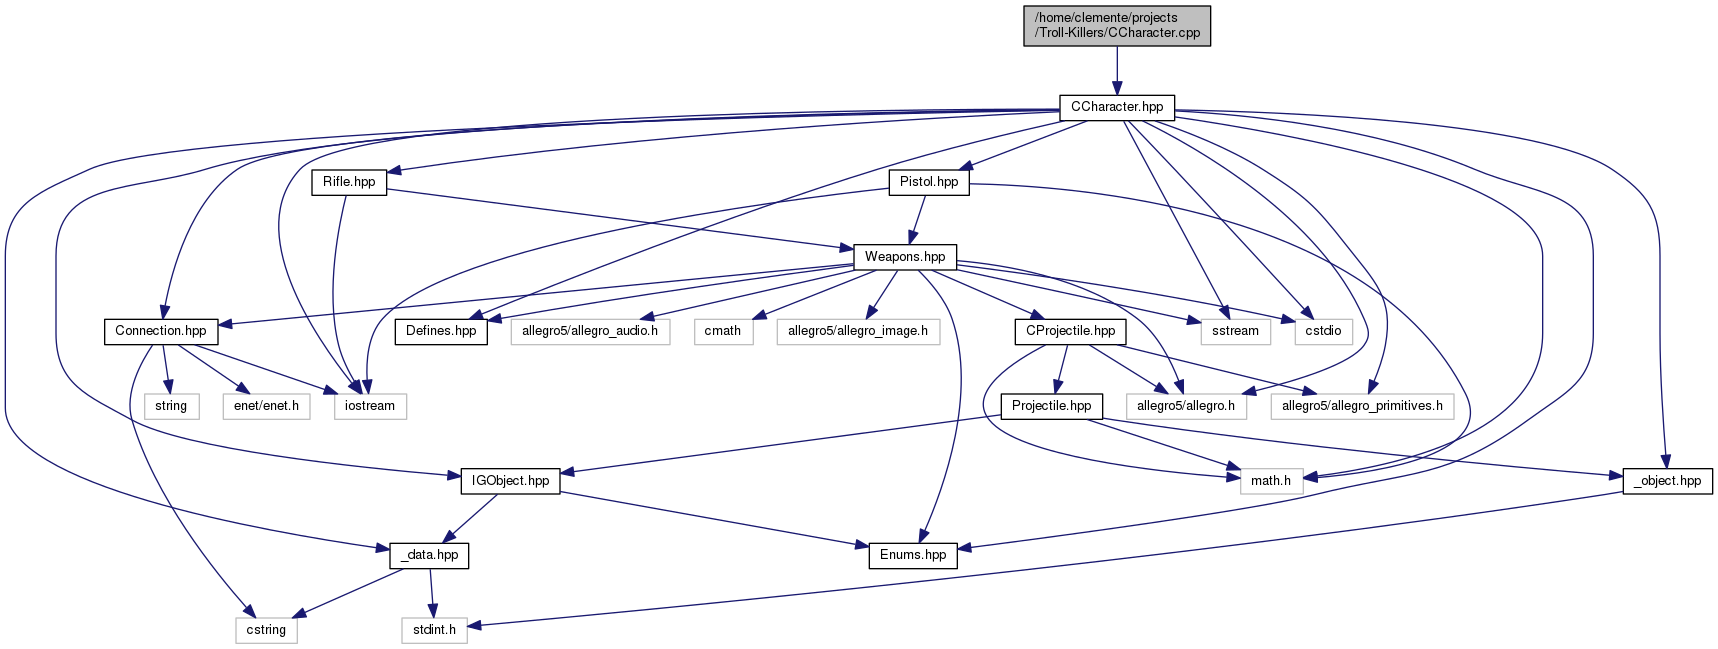 /home/clemente/projects
/Troll-Killers/CCharacter.cpp
CCharacter.hpp
Rifle.hpp
Pistol.hpp
Weapons.hpp
Connection.hpp
Defines.hpp
allegro5/allegro_audio.h
cmath
allegro5/allegro_image.h
CProjectile.hpp
sstream
cstdio
string
enet/enet.h
iostream
Projectile.hpp
allegro5/allegro.h
allegro5/allegro_primitives.h
IGObject.hpp
math.h
_object.hpp
_data.hpp
Enums.hpp
cstring
stdint.h